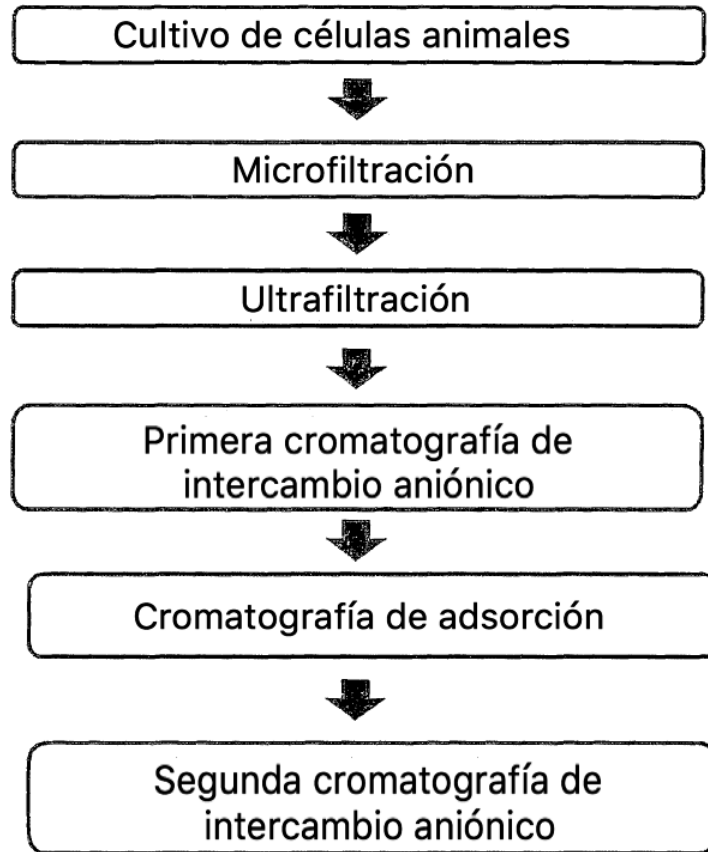 Cultivo de células animales
Microfiltración
Ultrafiltración
Primera cromatografía de
intercambio aniónico
Cromatografía de adsorción
Segunda cromatografía de
intercambio aniónico